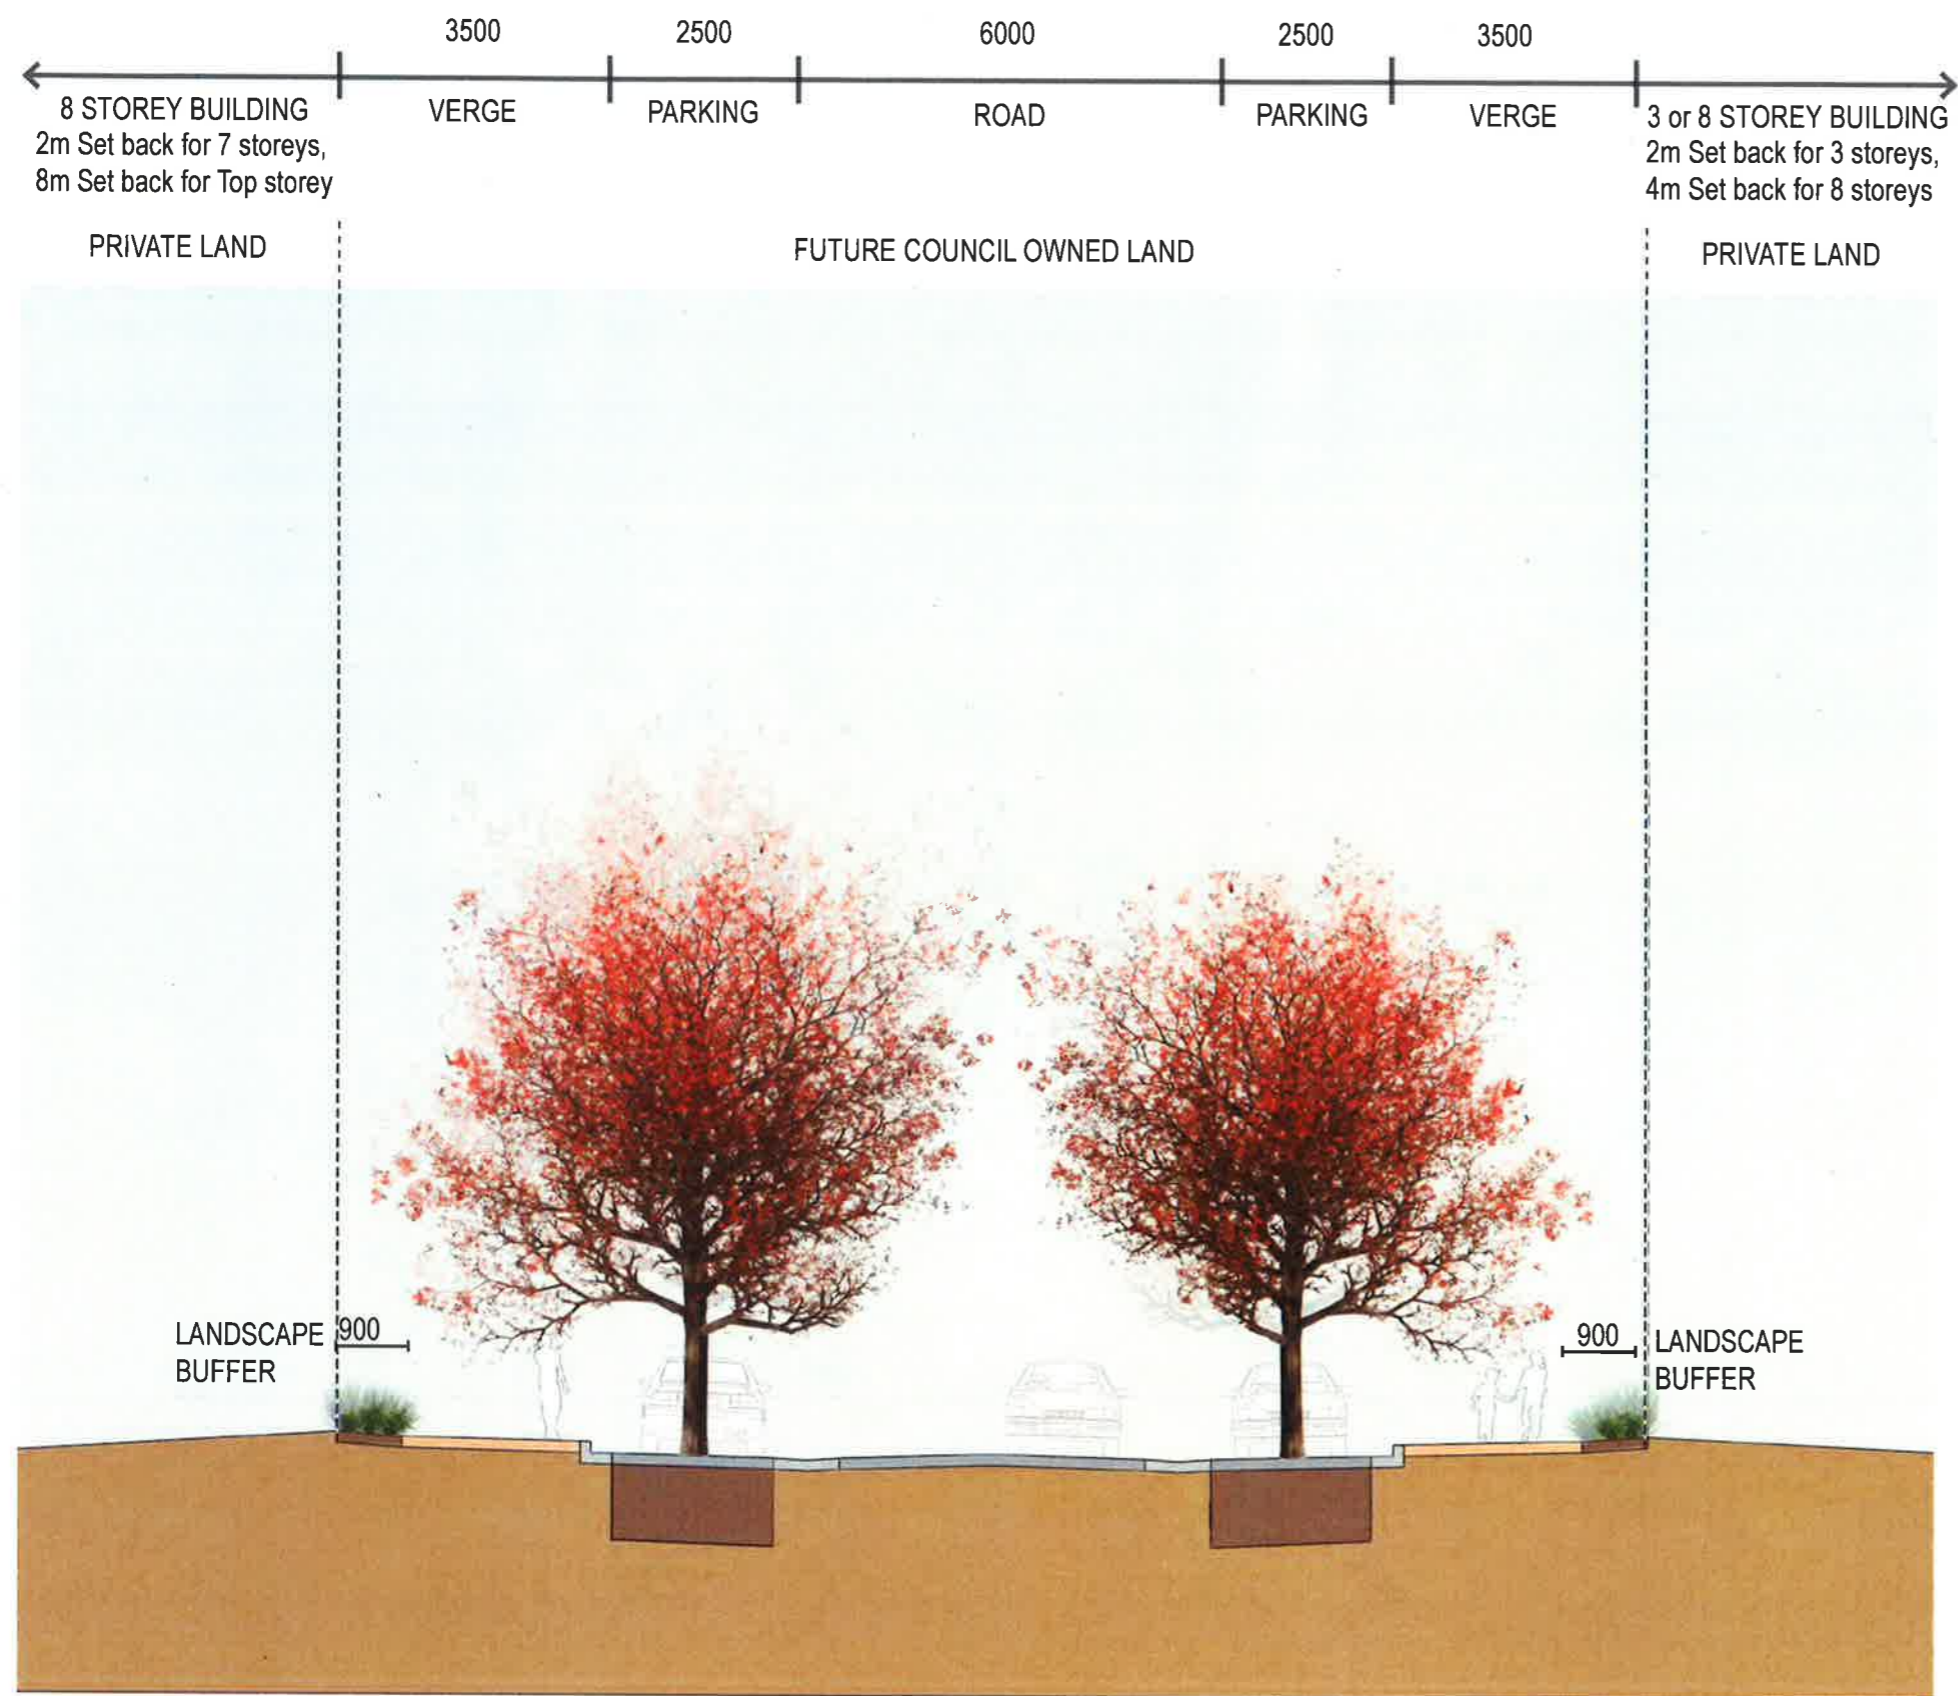 3500 2500 6000 2500 3500
8 STOREY BUILDING
2m Set back for 7 storeys,
8m Set back for Top storey
VERGE PARKING ROAD PARKING VERGE
3 or 8 STOREY BUILDING
2m Set back for 3 storeys,
4m Set back for 8 storeys
PRIVATE LAND FUTURE COUNCIL OWNED LAND PRIVATE LAND
LANDSCAPE 900
BUFFER
900 LANDSCAPE
BUFFER